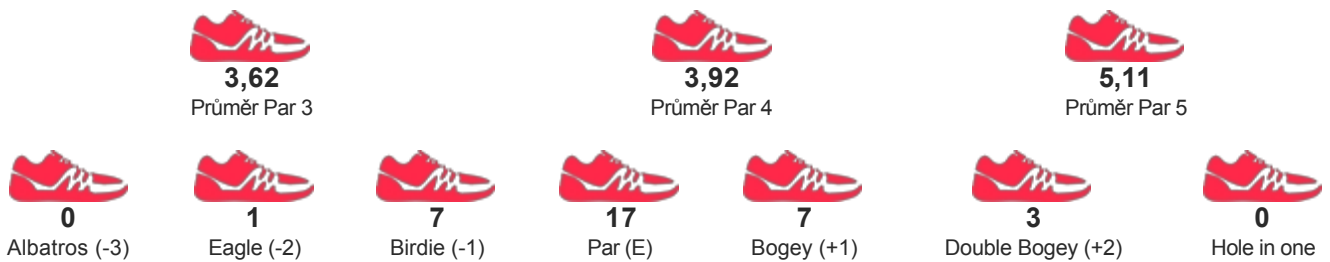 3,62
Průměr Par 3
3,92
Průměr Par 4
5,11
Průměr Par 5
0
Albatros (-3)
1
Eagle (-2)
7
Birdie (-1)
17
Par (E)
7
Bogey (+1)
3
Double Bogey (+2)
0
Hole in one